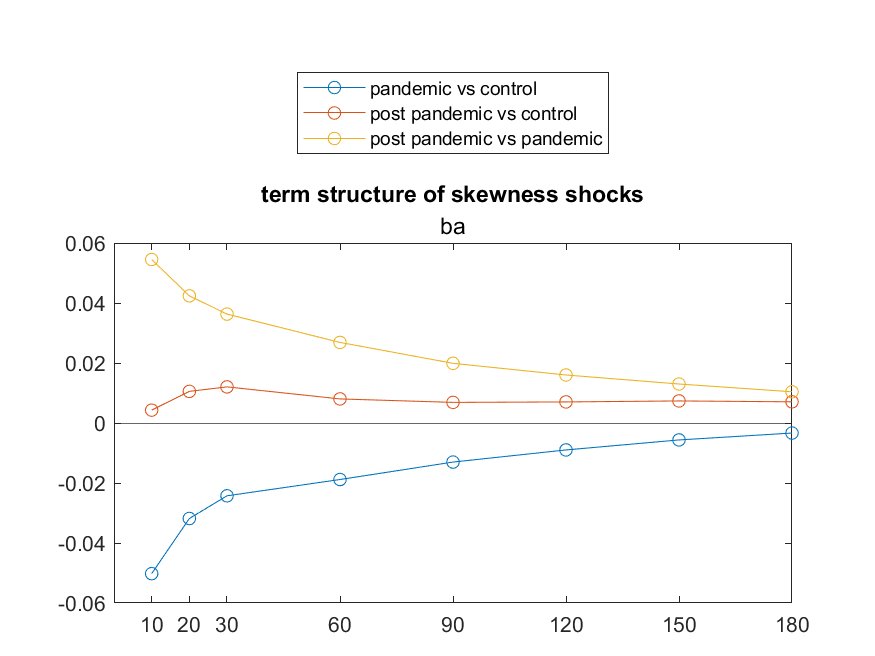 pandemic vs control
post pandemic vs control
post pandemic vs pandemic
term structure of skewness shocks
ba
0.06
0.04
0.02
0
-0.02
-0.04
-0.06
10 20 30 60 90 120 150 180